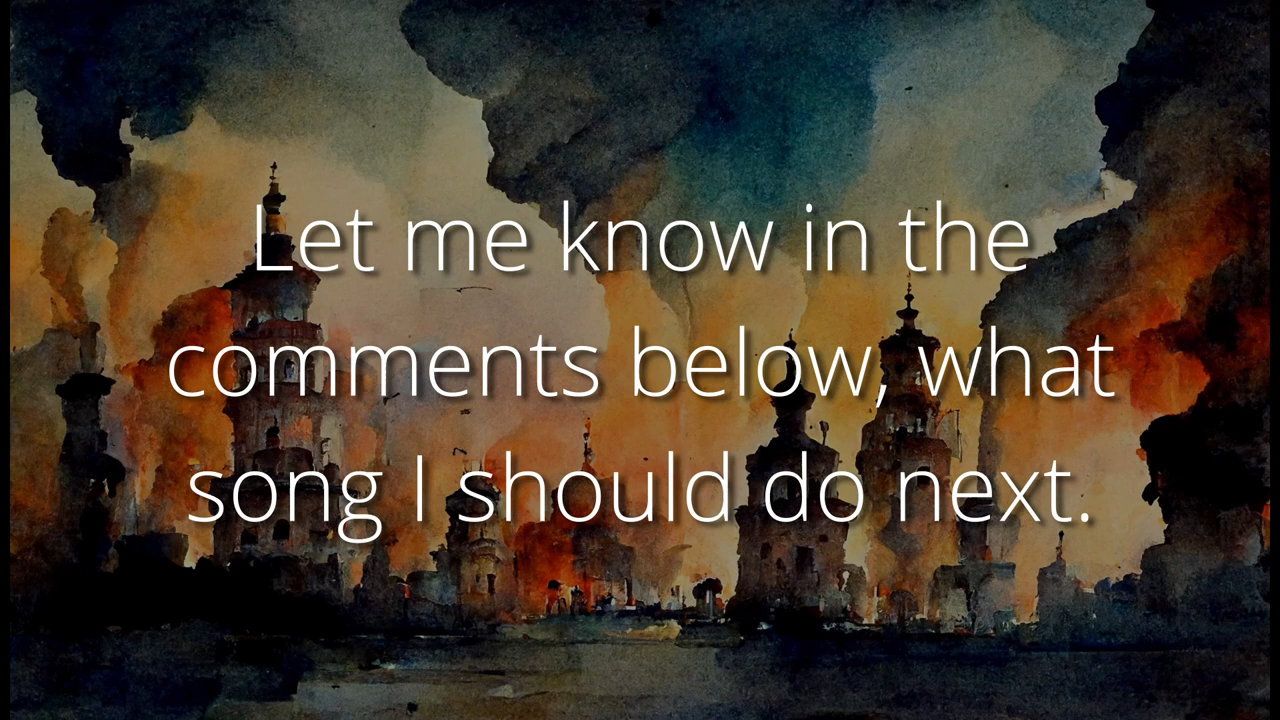 Let me know in the
comments below, what
song I should do next.